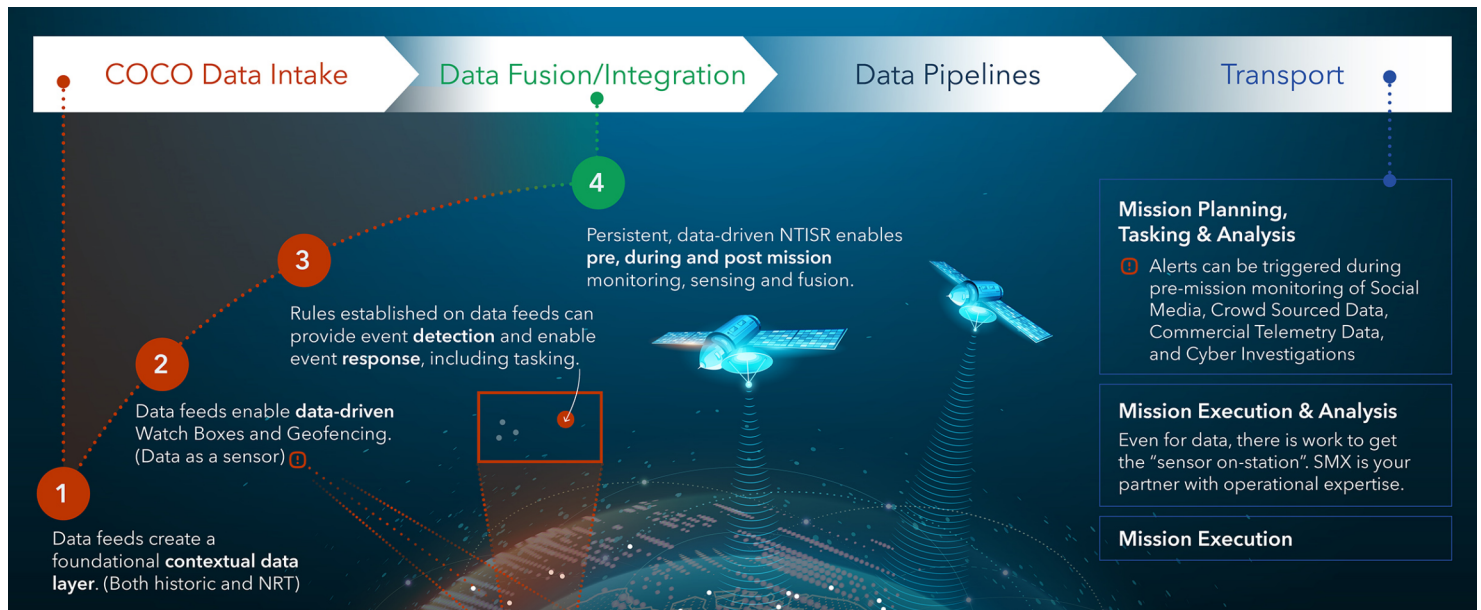 COCO Data Intake
Data Fusion/Integration
Data Pipelines
Transport
1
Data feeds create a
foundational contextual data
layer. (Both historic and NRT)
2
Data feeds enable data-driven
Watch Boxes and Geofencing.
(Data as a sensor)
3
Rules established on data feeds can
provide event detection and enable
event response, including tasking.
4
Persistent, data-driven NTISR enables
pre, during and post mission
monitoring, sensing and fusion.
Mission Planning,
Tasking & Analysis
Alerts can be triggered during
pre-mission monitoring of Social
Media, Crowd Sourced Data,
Commercial Telemetry Data,
and Cyber Investigations
Mission Execution & Analysis
Even for data, there is work to get
the “sensor on-station”. SMX is your
partner with operational expertise.
Mission Execution